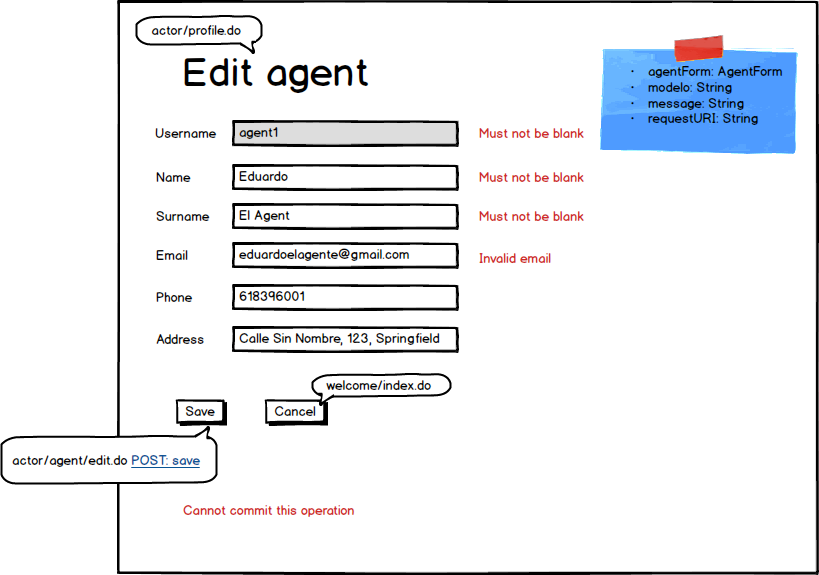 actor/profile.do
Edit agent
· agentForm: AgentForm
· modelo: String
· message: String
· requestURI: String
Username agent1 Must not be blank
Name Eduardo Must not be blank
Surname El Agent Must not be blank
Email eduardoelagente@gmail.com Invalid email
Phone 618396001
Address Calle Sin Nombre, 123, Springfield
welcome/index.do
Save Cancel
actor/agent/edit.do POST: save
Cannot commit this operation